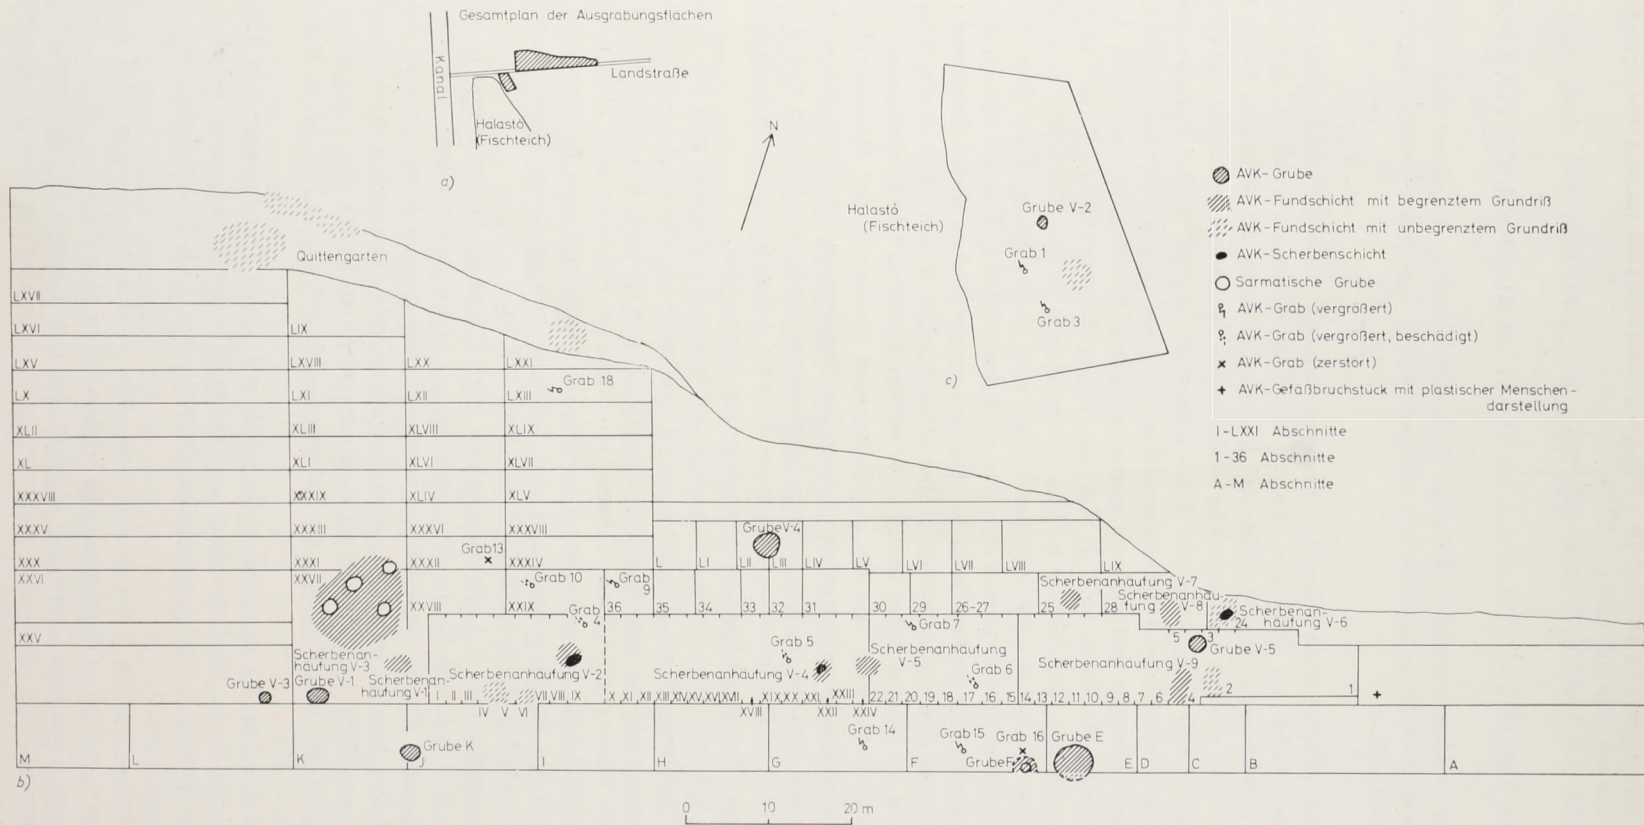 Gesamtplan der Ausgrabungsflächen
Kanal
Landstraße
Halastó
(Fischteich)
a)
N
Halastó
(Fischteich)
Grube V-2
Grab 1
Grab 3
c)
AVK-Grube
AVK-Fundschicht mit begrenztem Grundriß
AVK-Fundschicht mit unbegrenztem Grundriß
AVK-Scherbenschicht
Sarmatische Grube
AVK-Grab (vergrößert)
AVK-Grab (vergrößert, beschädigt)
AVK-Grab (zerstört)
AVK-Gefäßbruchstück mit plastischer Menschen-
darstellung
I-LXXI Abschnitte
1-36 Abschnitte
A-M Abschnitte
Quittengarten
LXVII
LXVI LIX
LXV LXVIII LXX LXXI
Grab 18
LX LXI LXII LXIII
XLII XLIII XLVIII XLIX
XL XLI XLVI XLVII
XXXVIII XXXIX XLIV XLV
XXXV XXXIII XXXVI XXXVIII
Grube V-4
Grab 13
XXX XXXI XXXII XXXIV L LI LII LIII LIV LV LVI LVII LVIII LIX
XXVI XXVII
Grab 10 Grab
9
Scherbenanhäufung V-7
Scherbenanhäu-
fung V-8
XXVIII XXIX 36 35 34 33 32 31 30 29 26-27 25 28
Grab
4
Grab 7
Scherbenan-
häufung V-6
24
XXV
5 3
Grube V-5
Scherbenan-
häufung V-3
Scherbenan-
häufung V-1
Scherbenanhäufung V-2
Grab 5
Scherbenanhäufung V-4
Scherbenanhäufung
V-5
Grab 6
Scherbenanhäufung V-9
Grube V-3 Grube V-1
I II III VII VIII IX X XI XII XIII XIV XV XVI XVII XIX XX XXI XXIII 22 21 20 19 18 17 16 15 14 13 12 11 10 9 8 7 6 4 2 1
IV V VI XVIII XXII XXIV
Grube K
Grab 14 Grab 15 Grab 16 Grube E
Grube F
M L K J I H G F E D C B A
b)
0 10 20 m